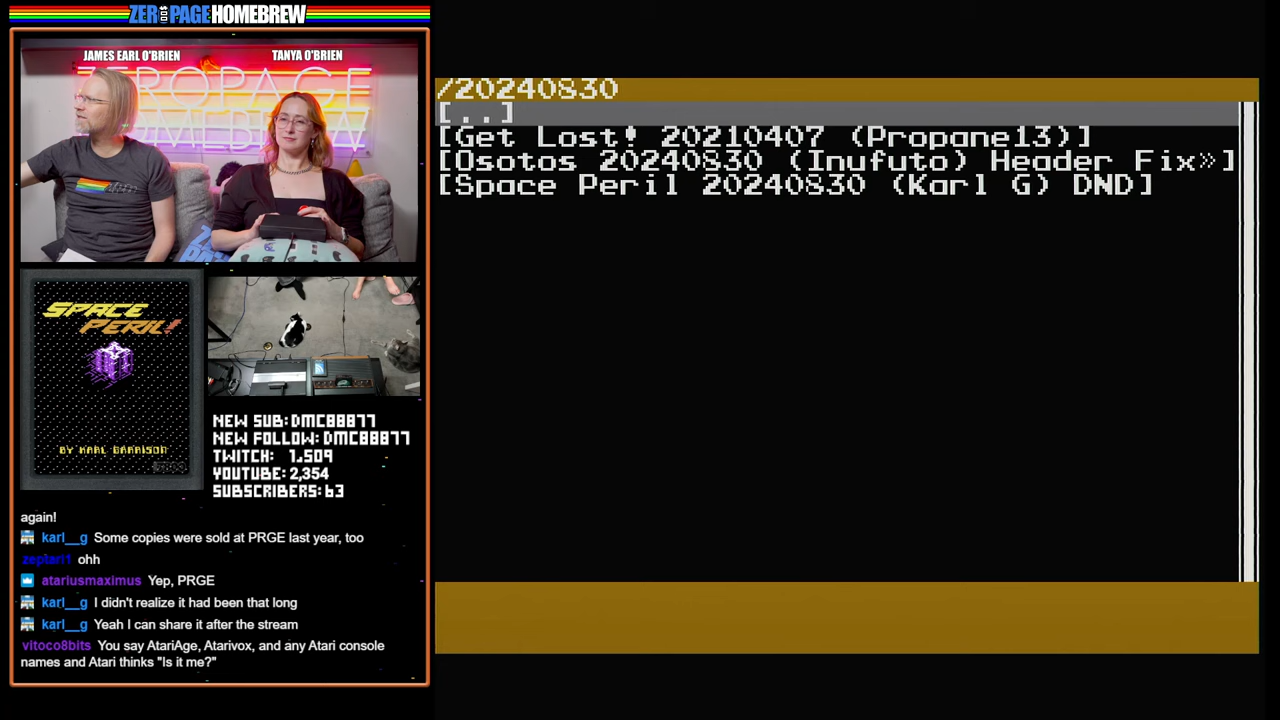 ZEROPAGE HOMEBREW
JAMES EARL O'BRIEN
TANYA O'BRIEN
ZEROPAGE
HOMEBREW
SPACE
PERIL!
BY KARL GARRISON
NEW SUB: DMC88877
NEW FOLLOW: DMC88877
TWITCH: 1,509
YOUTUBE: 2,354
SUBSCRIBERS: 63
again!
karl__g Some copies were sold at PRGE last year, too
zeptari1 ohh
atariusmaximus Yep, PRGE
karl__g I didn't realize it had been that long
karl__g Yeah I can share it after the stream
vitoco8bits You say AtariAge, Atarivox, and any Atari console
names and Atari thinks "Is it me?"
/20240830
[..]
[Get Lost! 20210407 (Propane13)]
[Osotos 20240830 (Inufuto) Header Fix»]
[Space Peril 20240830 (Karl G) DND]